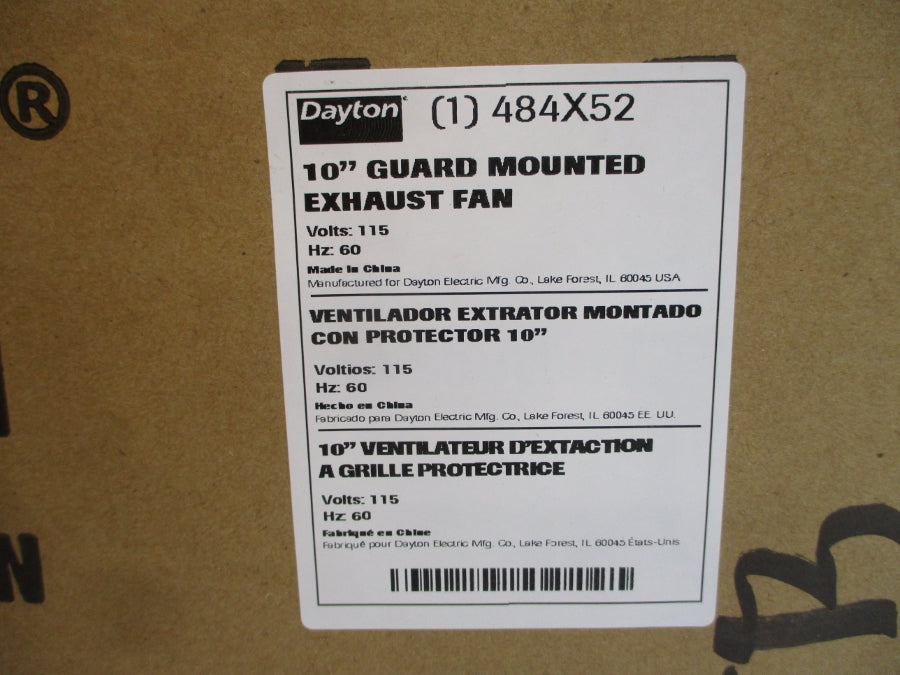 ®
Dayton® (1) 484X52
10” GUARD MOUNTED
EXHAUST FAN
Volts: 115
Hz: 60
Made in China
Manufactured for Dayton Electric Mfg. Co., Lake Forest, IL 60045 USA
VENTILADOR EXTRATOR MONTADO
CON PROTECTOR 10”
Voltios: 115
Hz: 60
Hecho en China
Fabricado para Dayton Electric Mfg. Co., Lake Forest, IL 60045 EE. UU.
10” VENTILATEUR D'EXTACTION
A GRILLE PROTECTRICE
Volts: 115
Hz: 60
Fabriqué en Chine
Fabriqué pour Dayton Electric Mfg. Co., Lake Forest, IL 60045 États-Unis
N